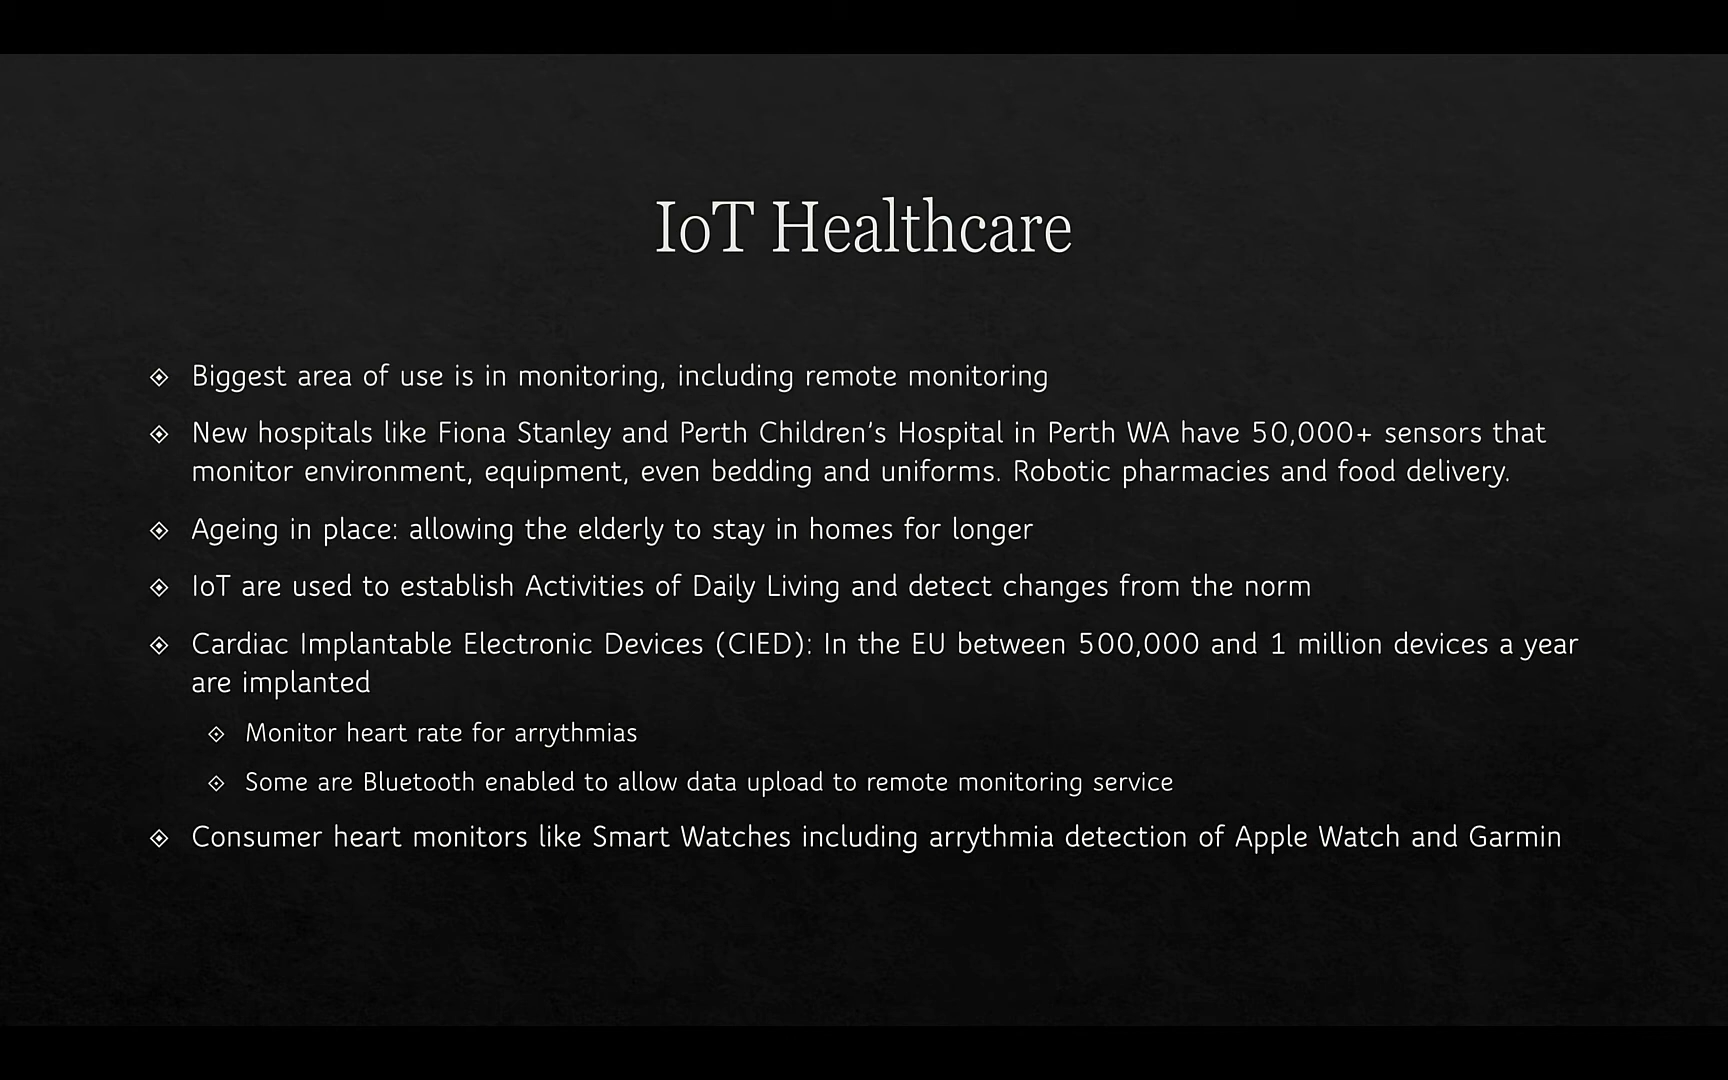 IoT Healthcare
Biggest area of use is in monitoring, including remote monitoring
New hospitals like Fiona Stanley and Perth Children's Hospital in Perth WA have 50,000+ sensors that
monitor environment, equipment, even bedding and uniforms. Robotic pharmacies and food delivery.
Ageing in place: allowing the elderly to stay in homes for longer
IoT are used to establish Activities of Daily Living and detect changes from the norm
Cardiac Implantable Electronic Devices (CIED): In the EU between 500,000 and 1 million devices a year
are implanted
Monitor heart rate for arrythmias
Some are Bluetooth enabled to allow data upload to remote monitoring service
Consumer heart monitors like Smart Watches including arrythmia detection of Apple Watch and Garmin